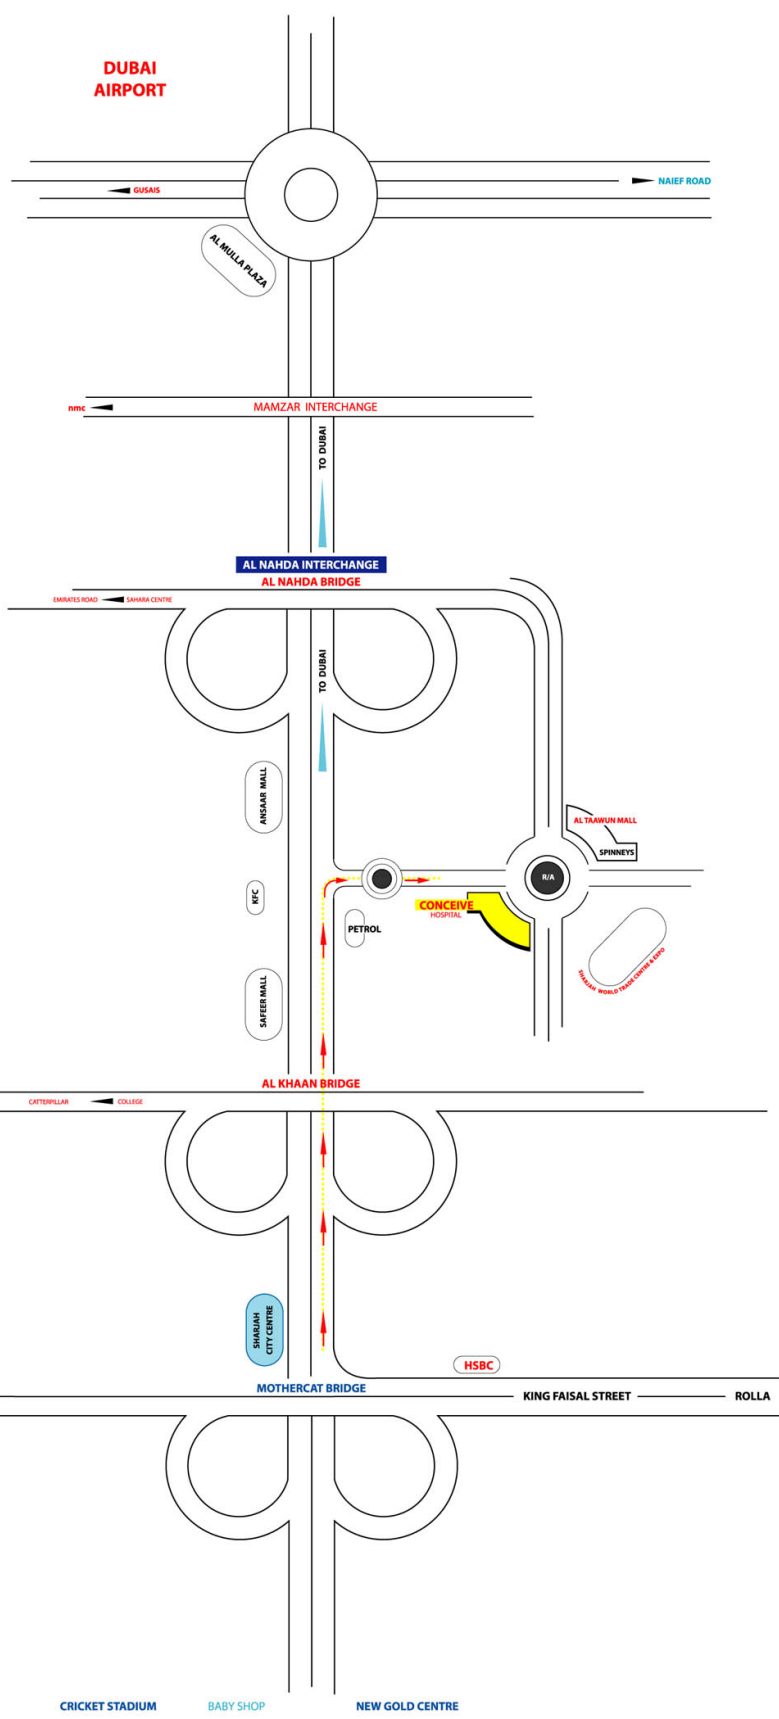 DUBAI
AIRPORT
NAIEF ROAD
GUSAIS
AL MULLA PLAZA
nmc
MAMZAR INTERCHANGE
TO DUBAI
AL NAHDA INTERCHANGE
AL NAHDA BRIDGE
EMIRATES ROAD
SAHARA CENTRE
TO DUBAI
ANSAAR MALL
AL TAAWUN MALL
SPINNEYS
R/A
KFC
CONCEIVE
HOSPITAL
PETROL
SHARJAH WORLD TRADE CENTRE & EXPO
SAFEER MALL
AL KHAAN BRIDGE
CATTERPILLAR
COLLEGE
SHARJAH
CITY CENTRE
HSBC
MOTHERCAT BRIDGE
KING FAISAL STREET
ROLLA
CRICKET STADIUM
BABY SHOP
NEW GOLD CENTRE